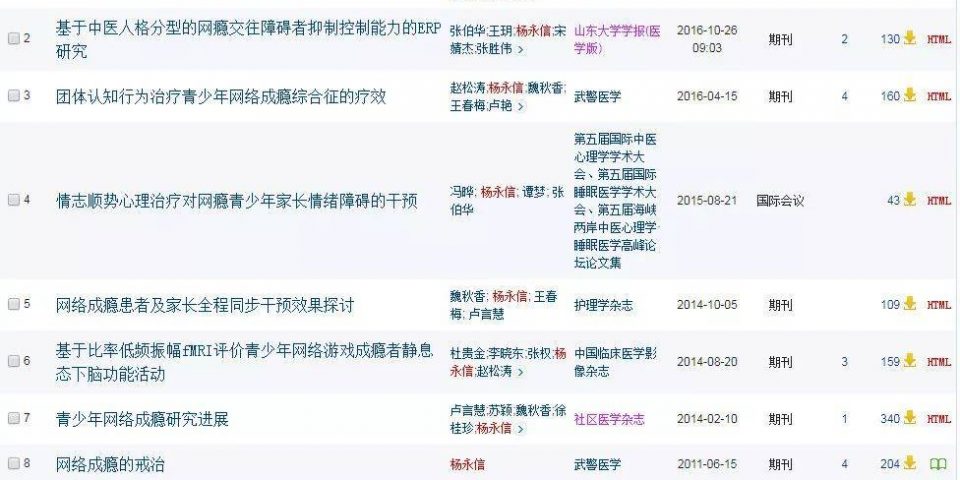 2 基于中医人格分型的网瘾交往障碍者抑制控制能力的ERP
研究
张伯华;王玥;杨永信;宋
婧杰;张胜伟
山东大学学报(医
学版)
2016-10-26
09:03
期刊 2 130 HTML
3 团体认知行为治疗青少年网络成瘾综合征的疗效
赵松涛;杨永信;魏秋香;
王春梅;卢艳
武警医学 2016-04-15 期刊 4 160 HTML
4 情志顺势心理治疗对网瘾青少年家长情绪障碍的干预
冯晔; 杨永信; 谭梦; 张
伯华
第五届国际中医
心理学学术大
会、第五届国际
睡眠医学学术大
会、第五届海峡
两岸中医心理学·
睡眠医学高峰论
坛论文集
2015-08-21 国际会议 43 HTML
5 网络成瘾患者及家长全程同步干预效果探讨
魏秋香; 杨永信; 王春
梅; 卢言慧
护理学杂志 2014-10-05 期刊 109 HTML
6 基于比率低频振幅fMRI评价青少年网络游戏成瘾者静息
态下脑功能活动
杜贵金;李晓东;张权;杨
永信;赵松涛
中国临床医学影
像杂志
2014-08-20 期刊 3 159 HTML
7 青少年网络成瘾研究进展
卢言慧;苏颖;魏秋香;徐
桂珍;杨永信
社区医学杂志 2014-02-10 期刊 1 340 HTML
8 网络成瘾的戒治 杨永信 武警医学 2011-06-15 期刊 4 204